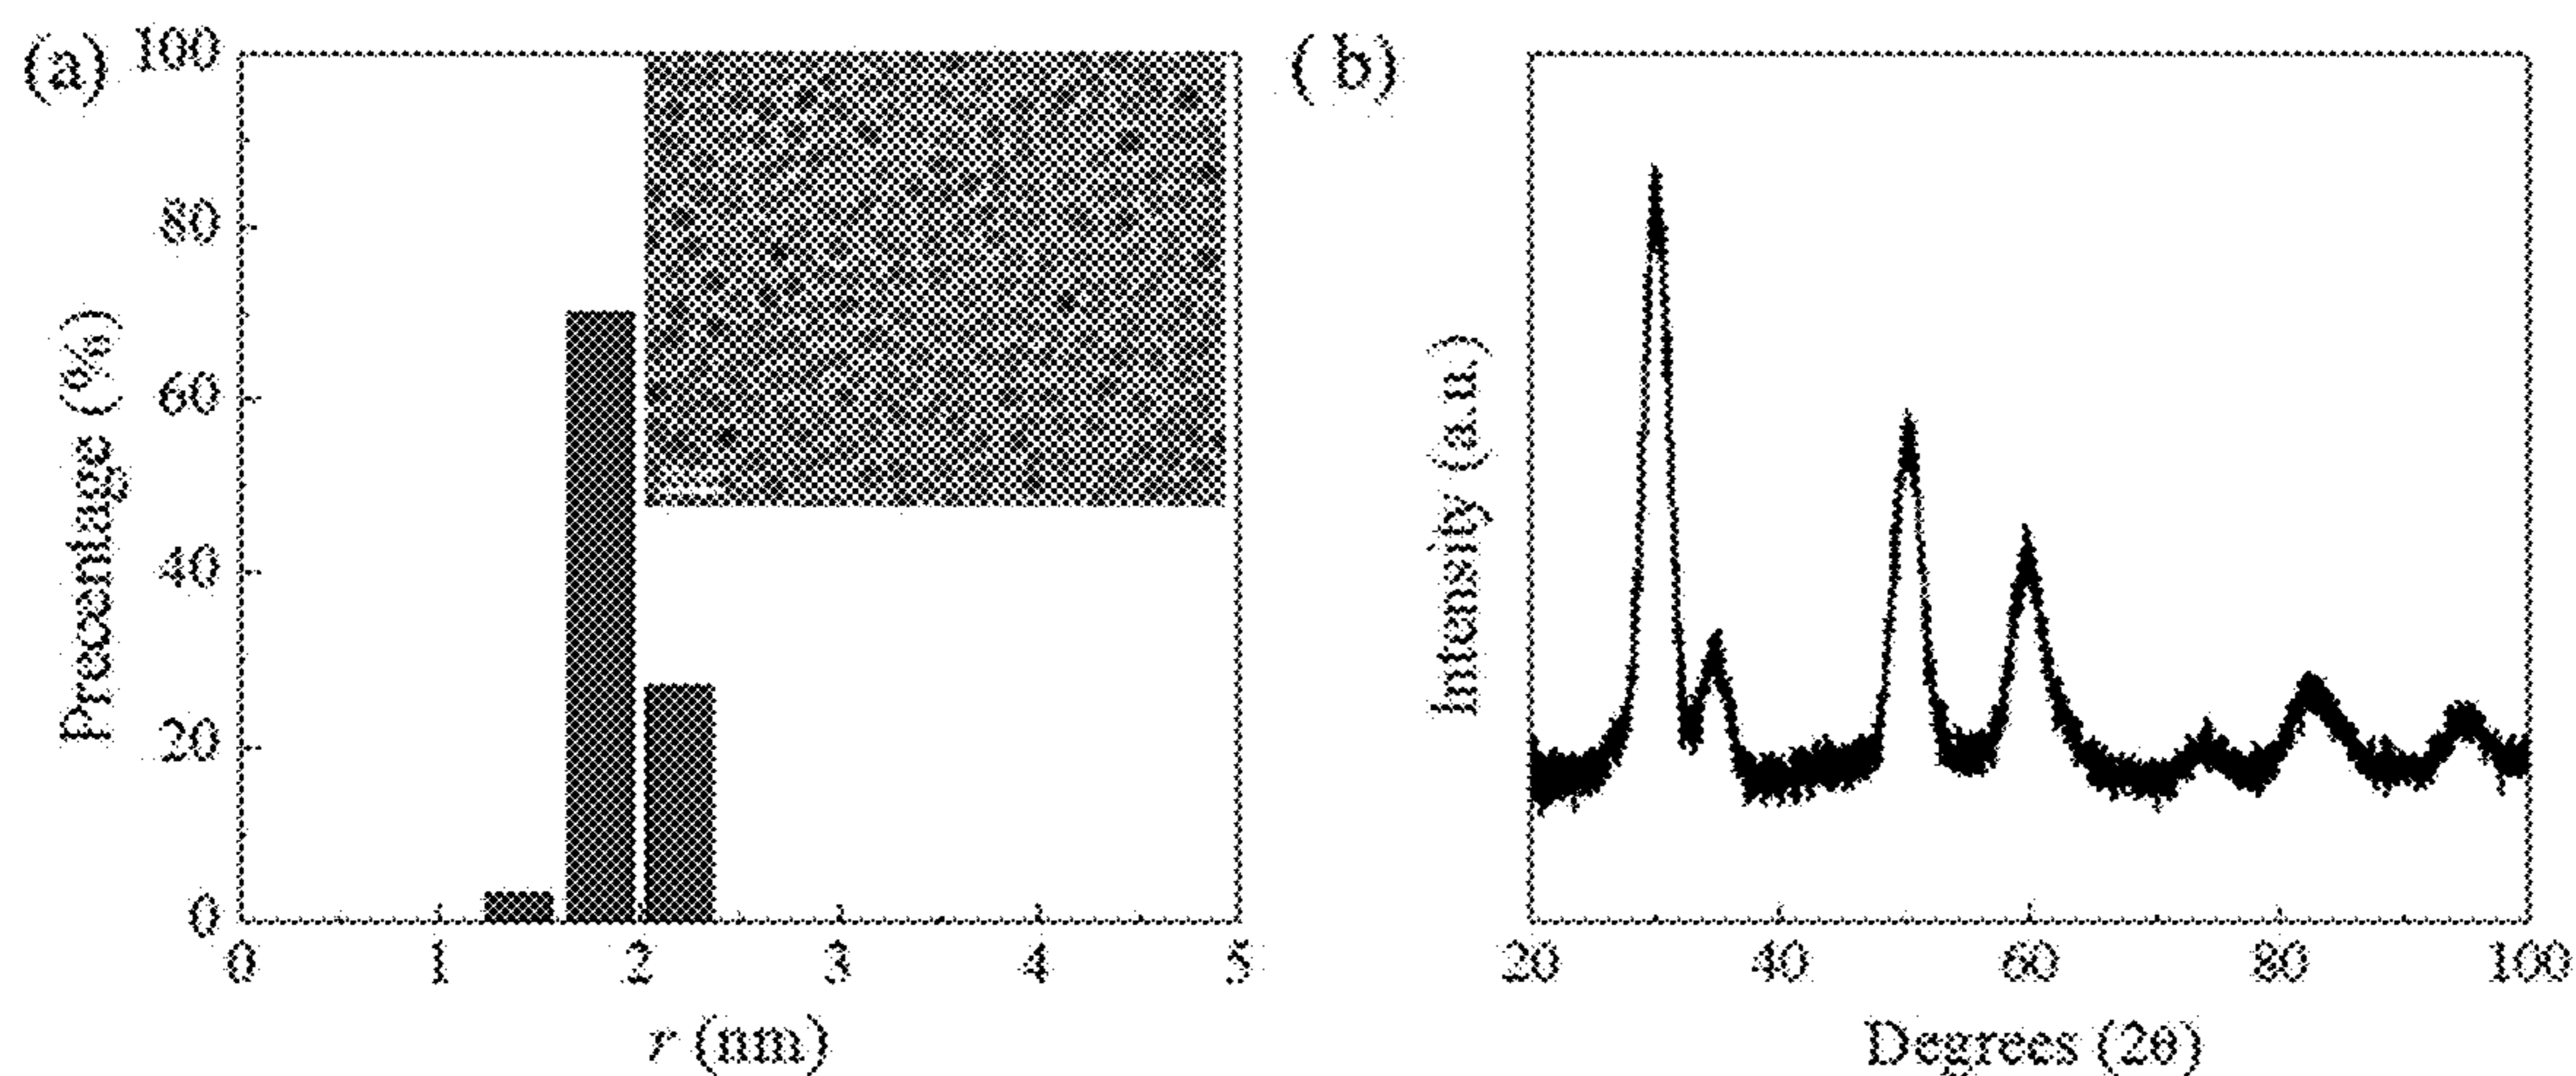 (a)
100
80
60
40
20
0
Precenlage (%)
0 1 2 3 4 5
r (nm)
( b)
Intensity (a.u.)
20 40 60 80 100
Degrees (2θ)